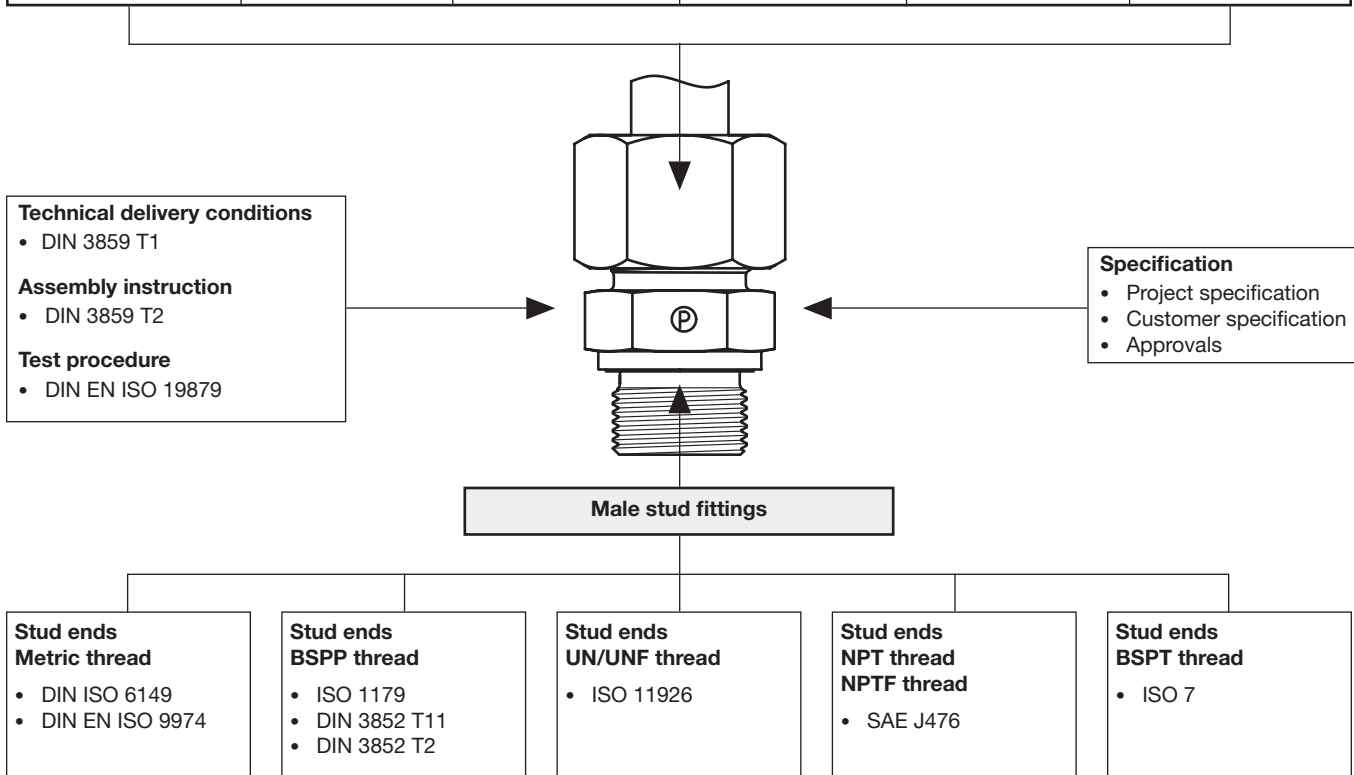 Technical delivery conditions
• DIN 3859 T1
Assembly instruction
• DIN 3859 T2
Test procedure
• DIN EN ISO 19879
Specification
• Project specification
• Customer specification
• Approvals
P
Male stud fittings
Stud ends
Metric thread
• DIN ISO 6149
• DIN EN ISO 9974
Stud ends
BSPP thread
• ISO 1179
• DIN 3852 T11
• DIN 3852 T2
Stud ends
UN/UNF thread
• ISO 11926
Stud ends
NPT thread
NPTF thread
• SAE J476
Stud ends
BSPT thread
• ISO 7